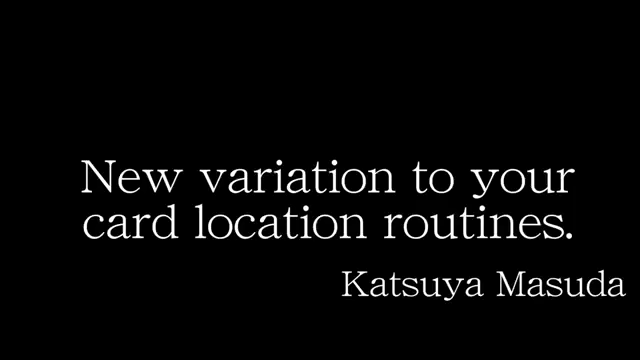 New variation to your
card location routines.
Katsuya Masuda